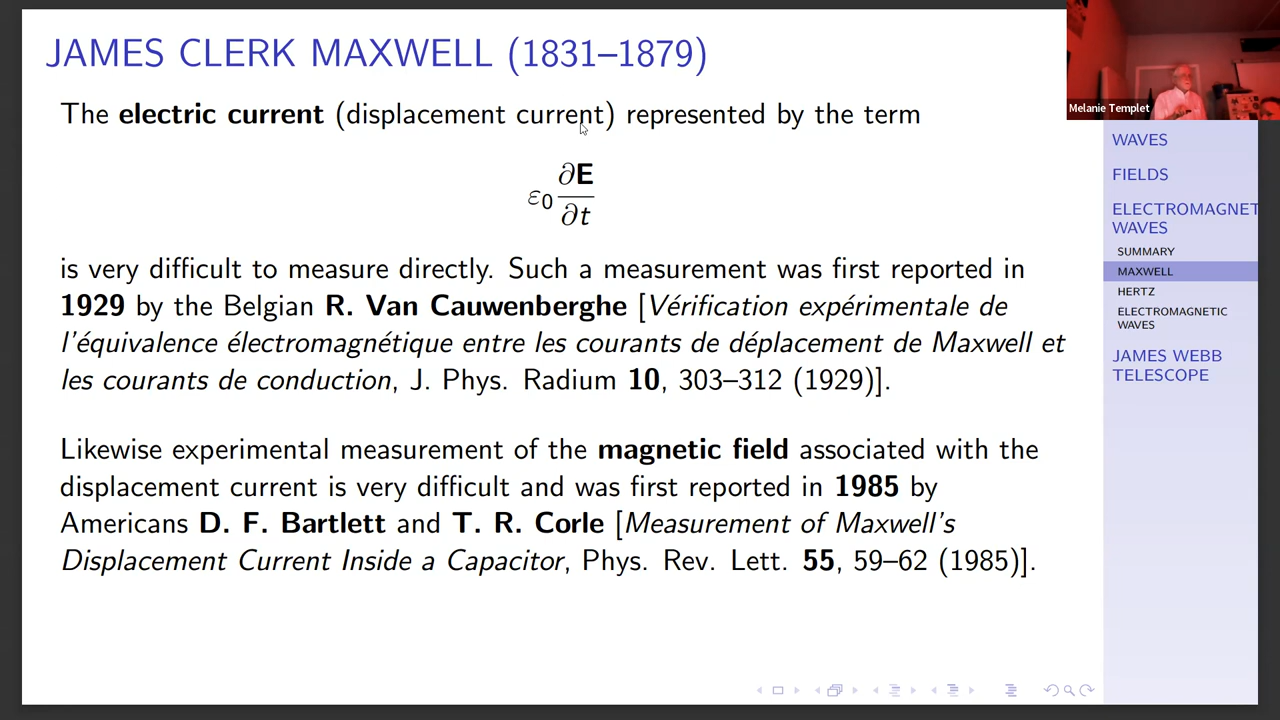 JAMES CLERK MAXWELL (1831–1879)
The electric current (displacement current) represented by the term
ε0 ∂E/∂t
is very difficult to measure directly. Such a measurement was first reported in
1929 by the Belgian R. Van Cauwenberghe [Vérification expérimentale de
l'équivalence électromagnétique entre les courants de déplacement de Maxwell et
les courants de conduction, J. Phys. Radium 10, 303–312 (1929)].
Likewise experimental measurement of the magnetic field associated with the
displacement current is very difficult and was first reported in 1985 by
Americans D. F. Bartlett and T. R. Corle [Measurement of Maxwell's
Displacement Current Inside a Capacitor, Phys. Rev. Lett. 55, 59–62 (1985)].
Melanie Templet
WAVES
FIELDS
ELECTROMAGNET
WAVES
SUMMARY
MAXWELL
HERTZ
ELECTROMAGNETIC
WAVES
JAMES WEBB
TELESCOPE